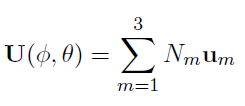 U(ϕ, θ) = ∑_{m=1}^{3} N_m u_m